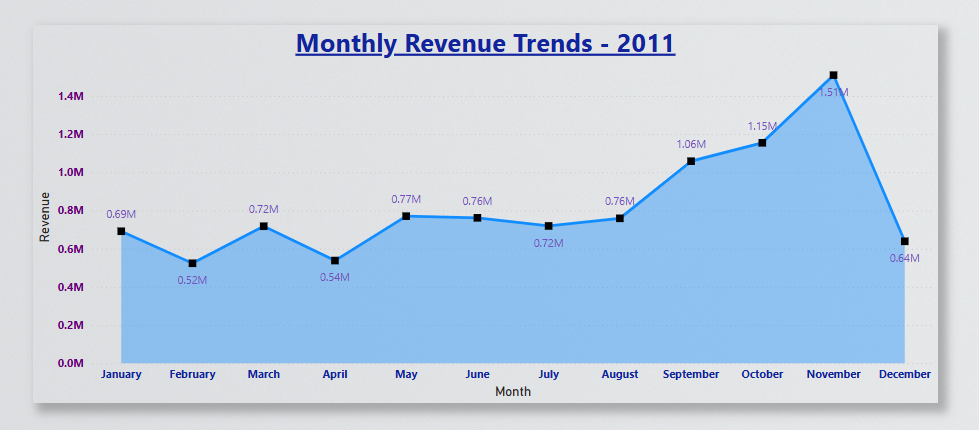 Monthly Revenue Trends - 2011
Revenue
1.4M
1.2M
1.0M
0.8M
0.6M
0.4M
0.2M
0.0M
0.69M
0.52M
0.72M
0.54M
0.77M
0.76M
0.72M
0.76M
1.06M
1.15M
1.51M
0.64M
January February March April May June July August September October November December
Month